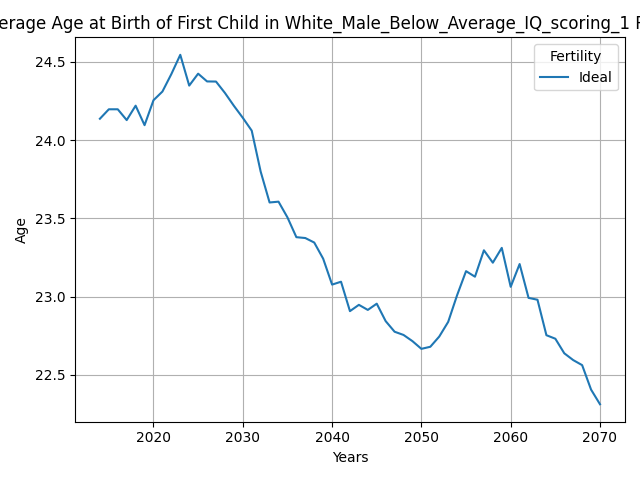 erage Age at Birth of First Child in White_Male_Below_Average_IQ_scoring_1
Fertility
Ideal
24.5
24.0
23.5
23.0
22.5
Age
2020 2030 2040 2050 2060 2070
Years